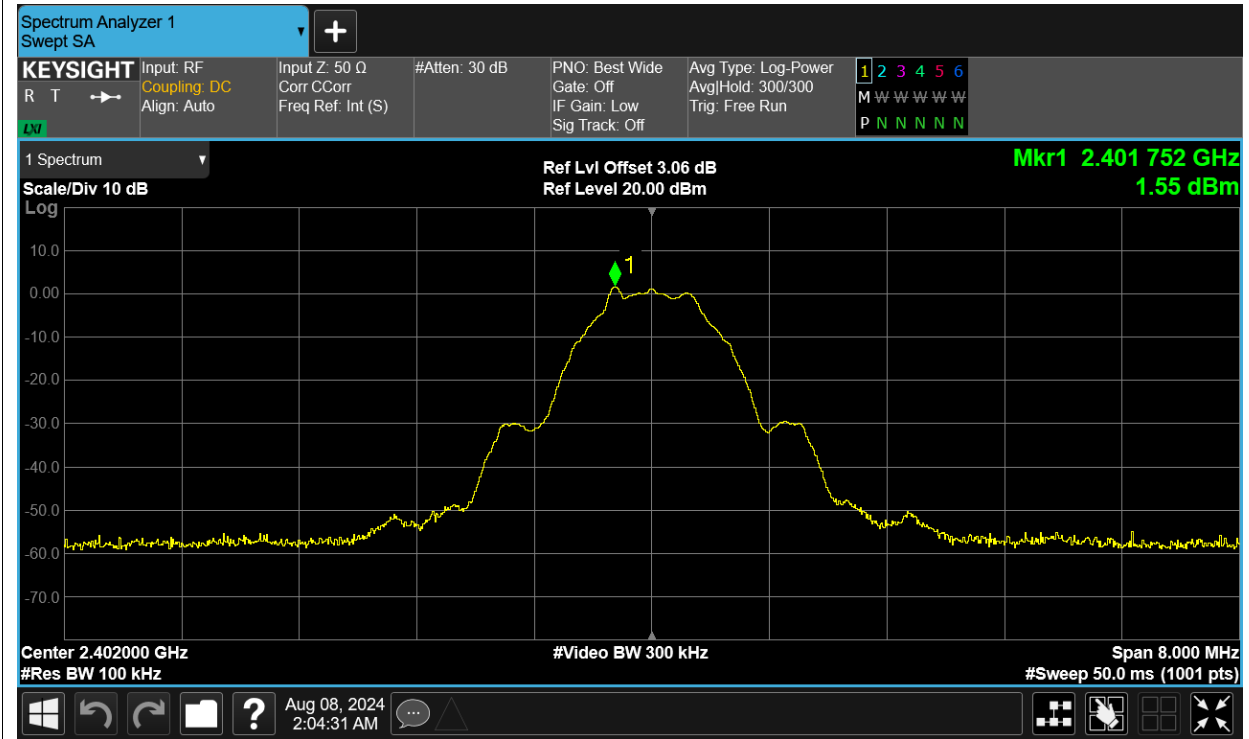 Spectrum Analyzer 1
Swept SA
+
KEYSIGHT
R T
LXI
Input: RF
Coupling: DC
Align: Auto
Input Z: 50 Ω
Corr CCorr
Freq Ref: Int (S)
#Atten: 30 dB
PNO: Best Wide
Gate: Off
IF Gain: Low
Sig Track: Off
Avg Type: Log-Power
Avg|Hold: 300/300
Trig: Free Run
1 2 3 4 5 6
M W W W W W
P N N N N N
1 Spectrum
Scale/Div 10 dB
Log
Ref Lvl Offset 3.06 dB
Ref Level 20.00 dBm
Mkr1 2.401 752 GHz
1.55 dBm
1
10.0
0.00
-10.0
-20.0
-30.0
-40.0
-50.0
-60.0
-70.0
Center 2.402000 GHz
#Res BW 100 kHz
#Video BW 300 kHz
Span 8.000 MHz
#Sweep 50.0 ms (1001 pts)
?
Aug 08, 2024
2:04:31 AM